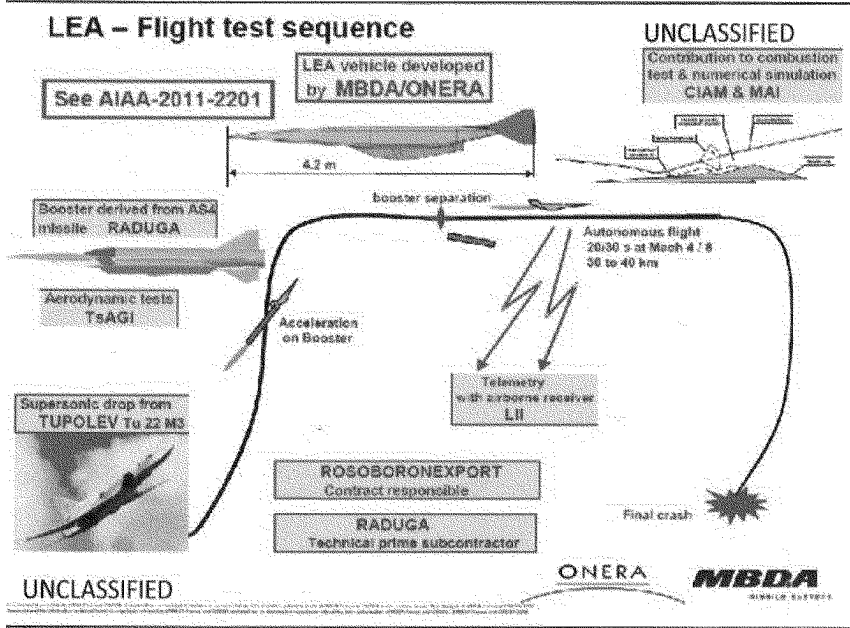 LEA – Flight test sequence
UNCLASSIFIED
See AIAA-2011-2201
LEA vehicle developed
by MBDA/ONERA
Contribution to combustion
test & numerical simulation
CIAM & MAI
4.2 m
booster separation
Booster derived from AS4
missile RADUGA
Autonomous flight
20/30 s at Mach 4 / 8
30 to 40 km
Aerodynamic tests
TsAGI
Acceleration
on Booster
Telemetry
with airborne receiver
LII
Supersonic drop from
TUPOLEV Tu 22 M3
ROSOBORONEXPORT
Contract responsible
RADUGA
Technical prime subcontractor
Final crash
UNCLASSIFIED
ONERA
MBDA
MISSILE SYSTEMS